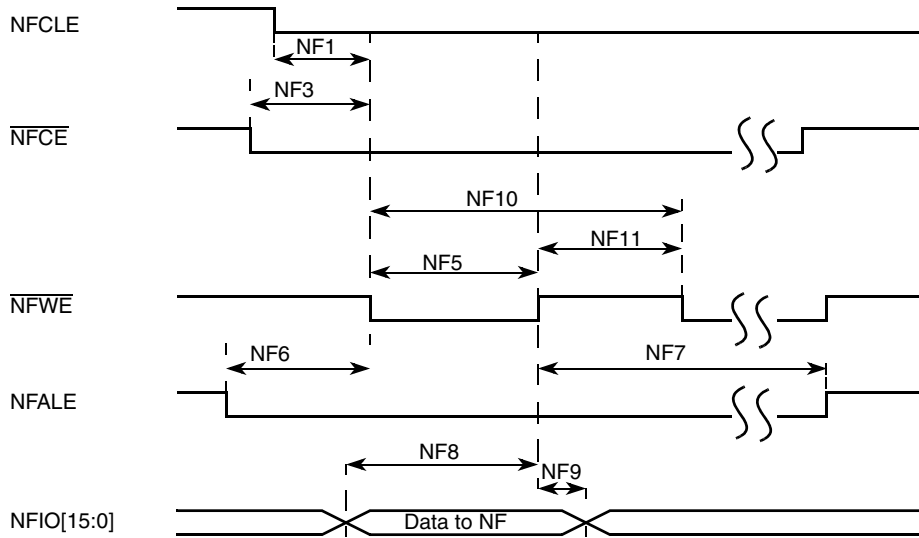 NFCLE
NF1
NF3
NFCE
NF10
NF11
NF5
NFWE
NF6
NF7
NFALE
NF8
NF9
NFIO[15:0]
Data to NF